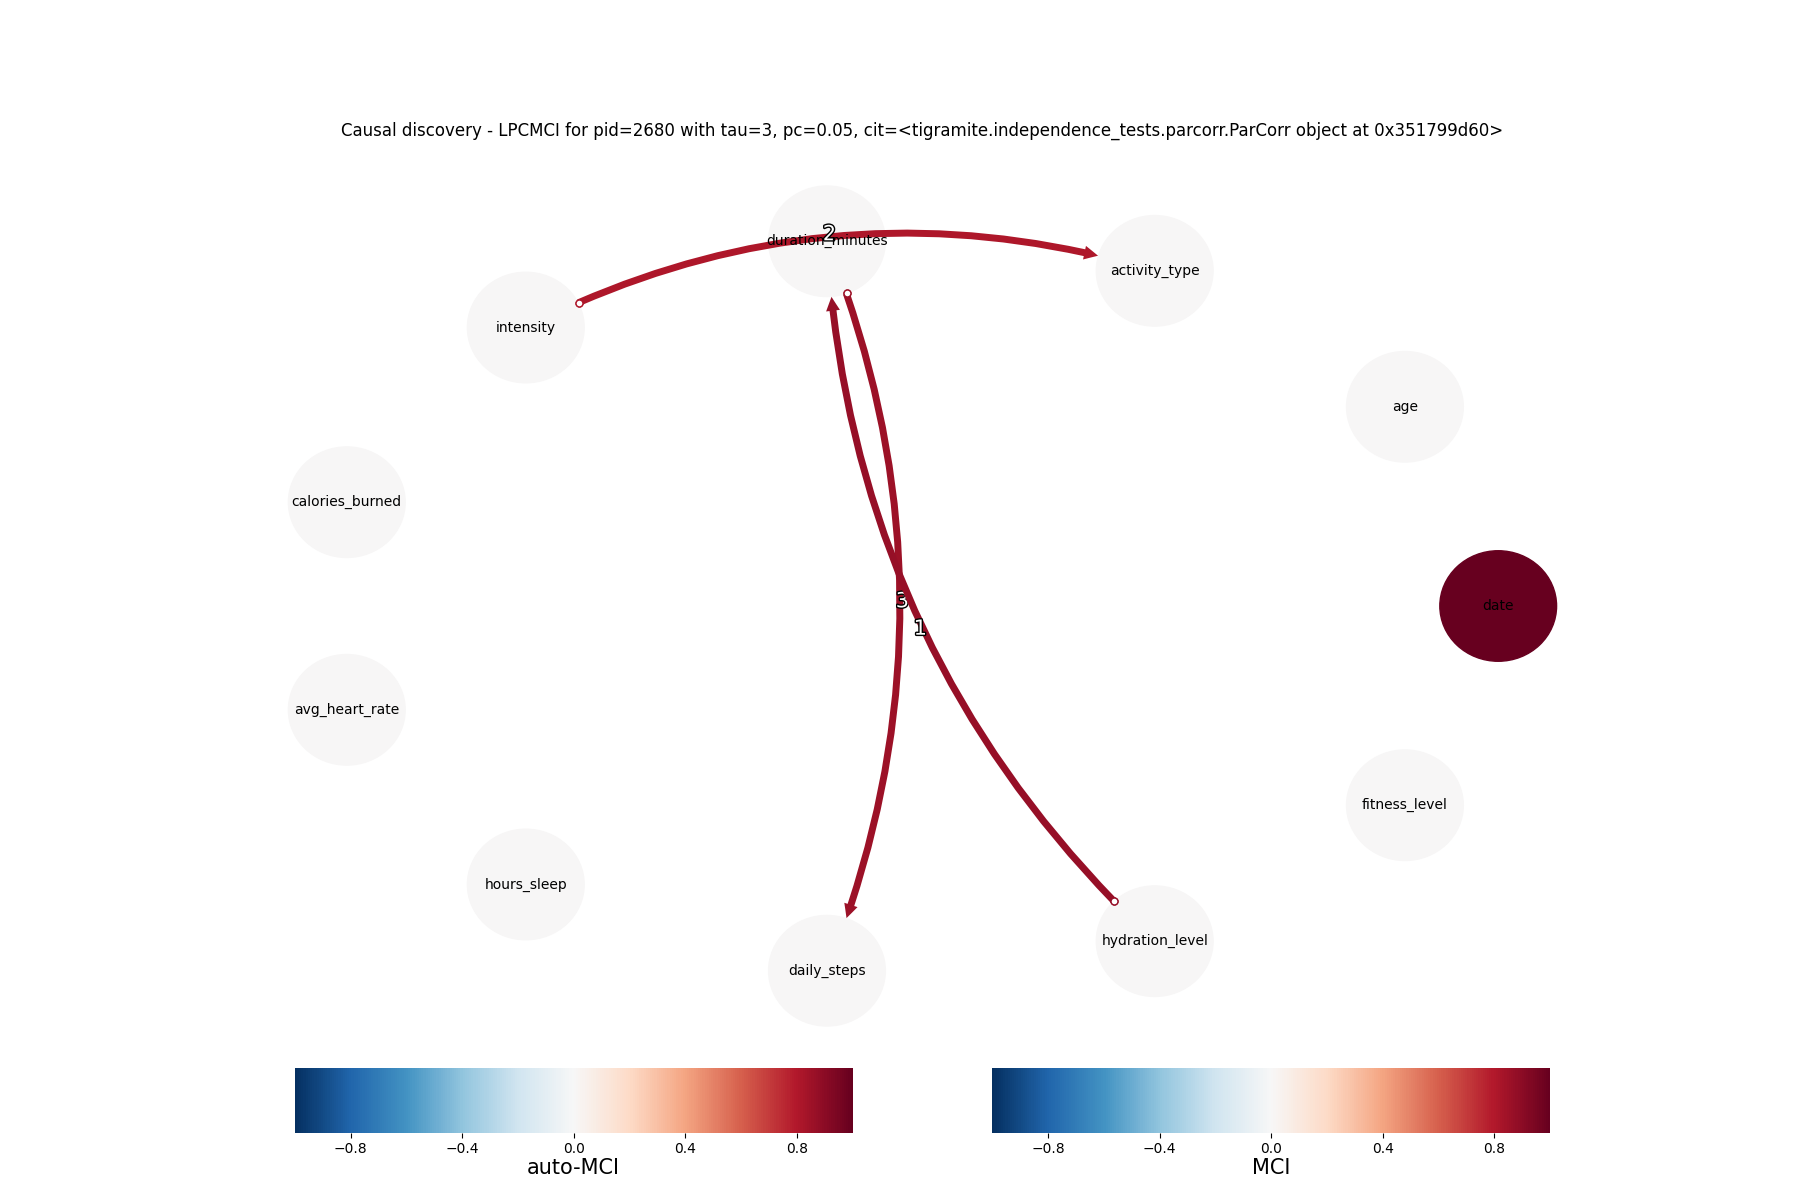 Causal discovery - LPCMCI for pid=2680 with tau=3, pc=0.05, cit=<tigramite.independence_tests.parcorr.ParCorr object at 0x351799d60>
2
duration_minutes
activity_type
intensity
age
calories_burned
3
date
1
avg_heart_rate
fitness_level
hours_sleep
hydration_level
daily_steps
−0.8 −0.4 0.0 0.4 0.8
auto-MCI
−0.8 −0.4 0.0 0.4 0.8
MCI